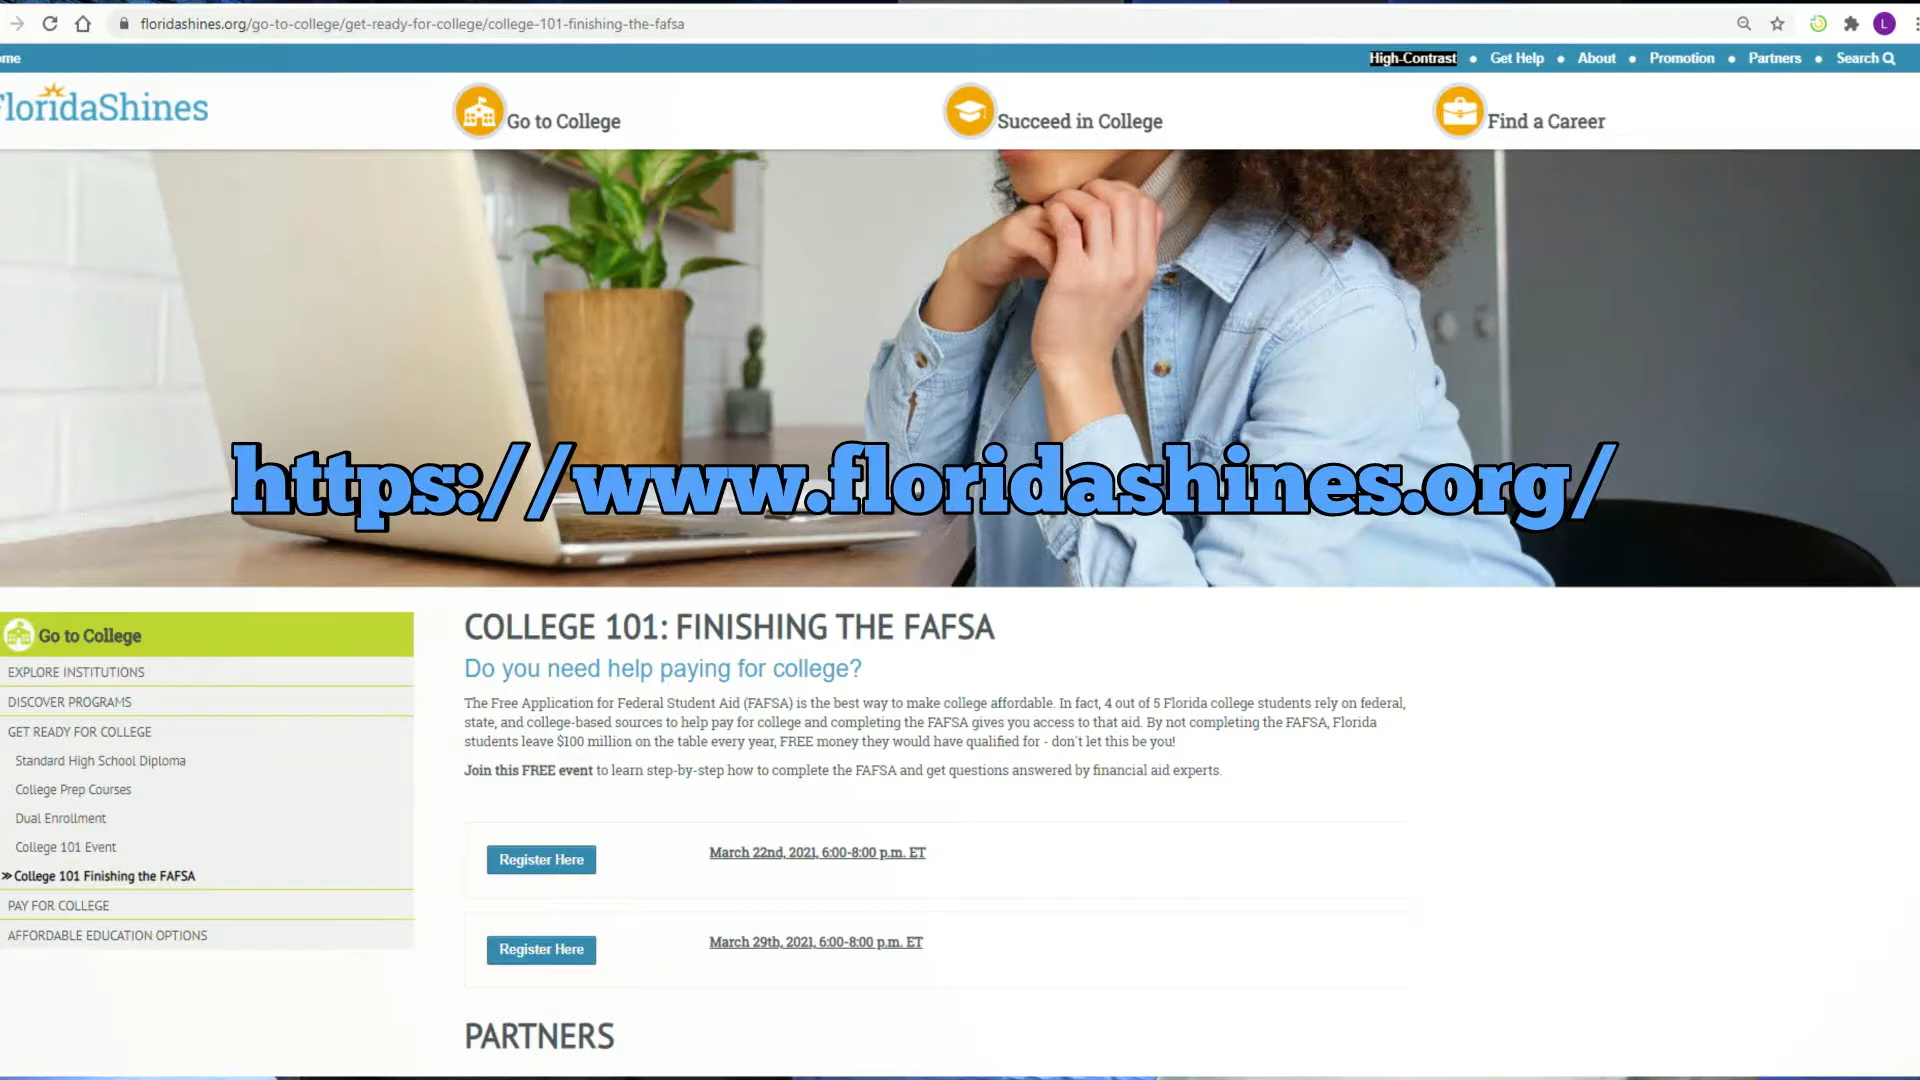 floridashines.org/go-to-college/get-ready-for-college/college-101-finishing-the-fafsa
L
ome
High-Contrast • Get Help • About • Promotion • Partners • Search
FloridaShines
Go to College
Succeed in College
Find a Career
https://www.floridashines.org/
Go to College
EXPLORE INSTITUTIONS
DISCOVER PROGRAMS
GET READY FOR COLLEGE
Standard High School Diploma
College Prep Courses
Dual Enrollment
College 101 Event
» College 101 Finishing the FAFSA
PAY FOR COLLEGE
AFFORDABLE EDUCATION OPTIONS
COLLEGE 101: FINISHING THE FAFSA
Do you need help paying for college?
The Free Application for Federal Student Aid (FAFSA) is the best way to make college affordable. In fact, 4 out of 5 Florida college students rely on federal,
state, and college-based sources to help pay for college and completing the FAFSA gives you access to that aid. By not completing the FAFSA, Florida
students leave $100 million on the table every year, FREE money they would have qualified for - don't let this be you!
Join this FREE event to learn step-by-step how to complete the FAFSA and get questions answered by financial aid experts.
Register Here
March 22nd, 2021, 6:00-8:00 p.m. ET
Register Here
March 29th, 2021, 6:00-8:00 p.m. ET
PARTNERS